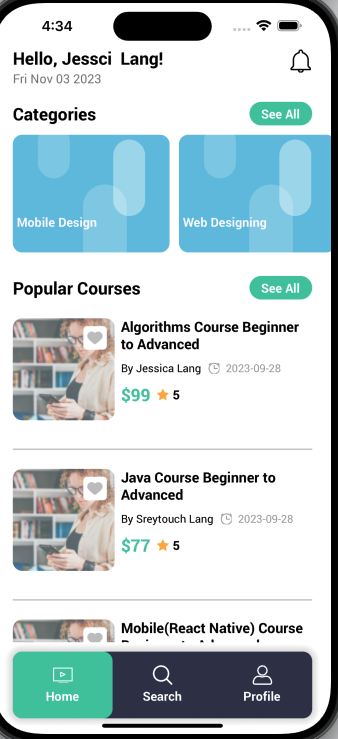 4:34
Hello, Jessci Lang!
Fri Nov 03 2023
Categories
See All
Mobile Design
Web Designing
Popular Courses
See All
Algorithms Course Beginner
to Advanced
By Jessica Lang 2023-09-28
$99 5
Java Course Beginner to
Advanced
By Sreytouch Lang 2023-09-28
$77 5
Mobile(React Native) Course
Home
Search
Profile